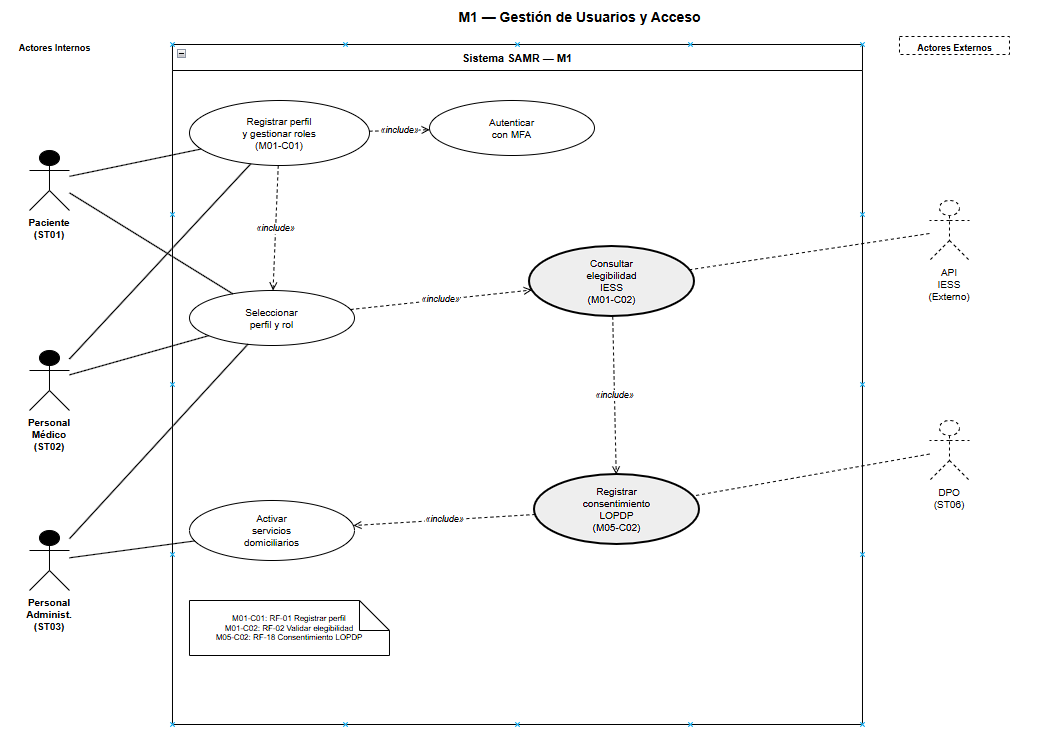 M1 — Gestión de Usuarios y Acceso
Actores Internos
Actores Externos
Sistema SAMR — M1
Registrar perfil
y gestionar roles
(M01-C01)
«include»
Autenticar
con MFA
Paciente
(ST01)
«include»
API
IESS
(Externo)
Consultar
elegibilidad
IESS
(M01-C02)
«include»
Seleccionar
perfil y rol
Personal
Médico
(ST02)
«include»
DPO
(ST06)
Registrar
consentimiento
LOPDP
(M05-C02)
«include»
Activar
servicios
domiciliarios
Personal
Administ.
(ST03)
M01-C01: RF-01 Registrar perfil
M01-C02: RF-02 Validar elegibilidad
M05-C02: RF-18 Consentimiento LOPDP